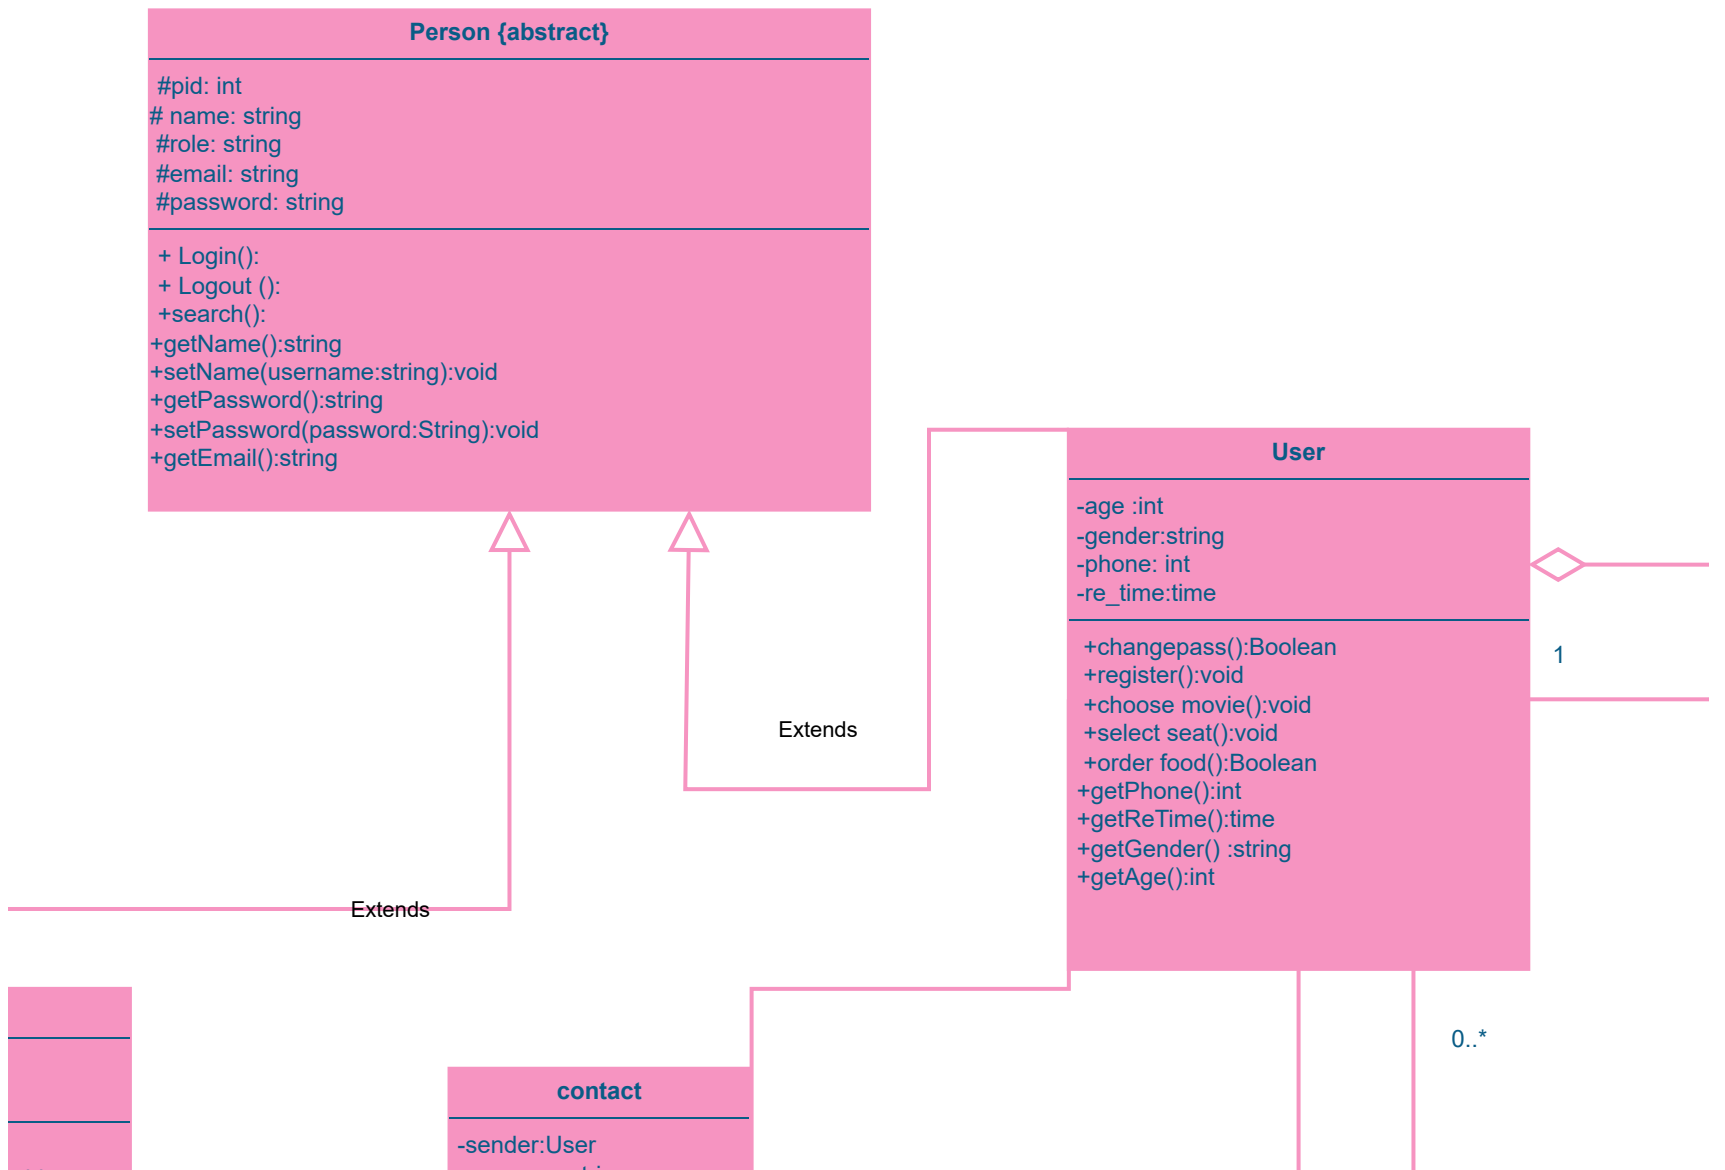 Person {abstract}
#pid: int
# name: string
#role: string
#email: string
#password: string
+ Login():
+ Logout ():
+search():
+getName():string
+setName(username:string):void
+getPassword():string
+setPassword(password:String):void
+getEmail():string
User
-age :int
-gender:string
-phone: int
-re_time:time
+changepass():Boolean
+register():void
+choose movie():void
+select seat():void
+order food():Boolean
+getPhone():int
+getReTime():time
+getGender() :string
+getAge():int
1
Extends
Extends
0..*
contact
-sender:User